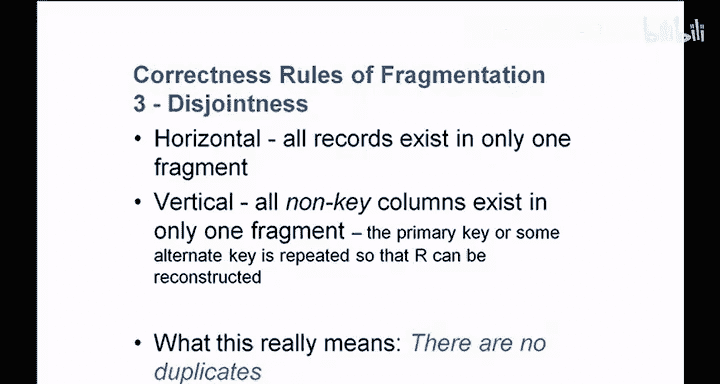 bilibili
Correctness Rules of Fragmentation
3 - Disjointness
• Horizontal - all records exist in only one
fragment
• Vertical - all non-key columns exist in
only one fragment – the primary key or some
alternate key is repeated so that R can be
reconstructed
• What this really means: There are no
duplicates